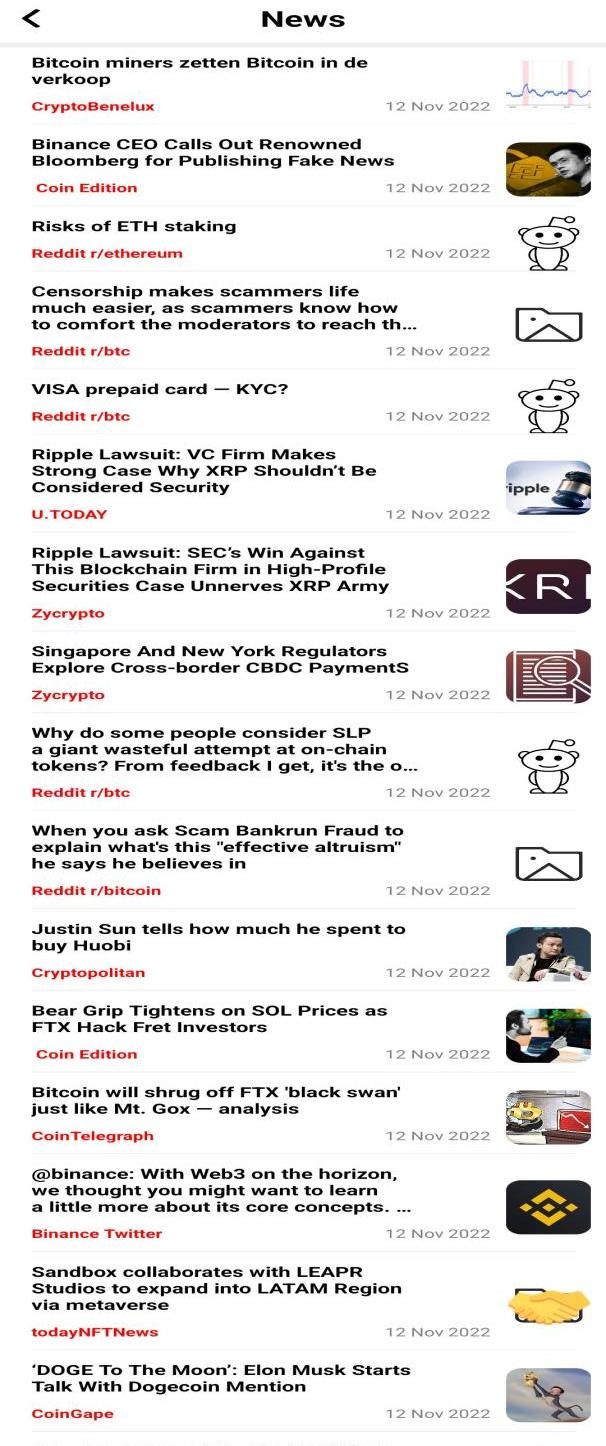 News
Bitcoin miners zetten Bitcoin in de
verkoop
CryptoBenelux 12 Nov 2022
Binance CEO Calls Out Renowned
Bloomberg for Publishing Fake News
Coin Edition 12 Nov 2022
Risks of ETH staking
Reddit r/ethereum 12 Nov 2022
Censorship makes scammers life
much easier, as scammers know how
to comfort the moderators to reach th...
Reddit r/btc 12 Nov 2022
VISA prepaid card — KYC?
Reddit r/btc 12 Nov 2022
Ripple Lawsuit: VC Firm Makes
Strong Case Why XRP Shouldn’t Be
Considered Security
ipple
U.TODAY 12 Nov 2022
Ripple Lawsuit: SEC’s Win Against
This Blockchain Firm in High-Profile
Securities Case Unnerves XRP Army
XRP
Zycrypto 12 Nov 2022
Singapore And New York Regulators
Explore Cross-border CBDC PaymentS
Zycrypto 12 Nov 2022
Why do some people consider SLP
a giant wasteful attempt at on-chain
tokens? From feedback I get, it's the o...
Reddit r/btc 12 Nov 2022
When you ask Scam Bankrun Fraud to
explain what's this "effective altruism"
he says he believes in
Reddit r/bitcoin 12 Nov 2022
Justin Sun tells how much he spent to
buy Huobi
Cryptopolitan 12 Nov 2022
Bear Grip Tightens on SOL Prices as
FTX Hack Fret Investors
Coin Edition 12 Nov 2022
Bitcoin will shrug off FTX 'black swan'
just like Mt. Gox — analysis
CoinTelegraph 12 Nov 2022
@binance: With Web3 on the horizon,
we thought you might want to learn
a little more about its core concepts. ...
Binance Twitter 12 Nov 2022
Sandbox collaborates with LEAPR
Studios to expand into LATAM Region
via metaverse
todayNFTNews 12 Nov 2022
‘DOGE To The Moon’: Elon Musk Starts
Talk With Dogecoin Mention
CoinGape 12 Nov 2022